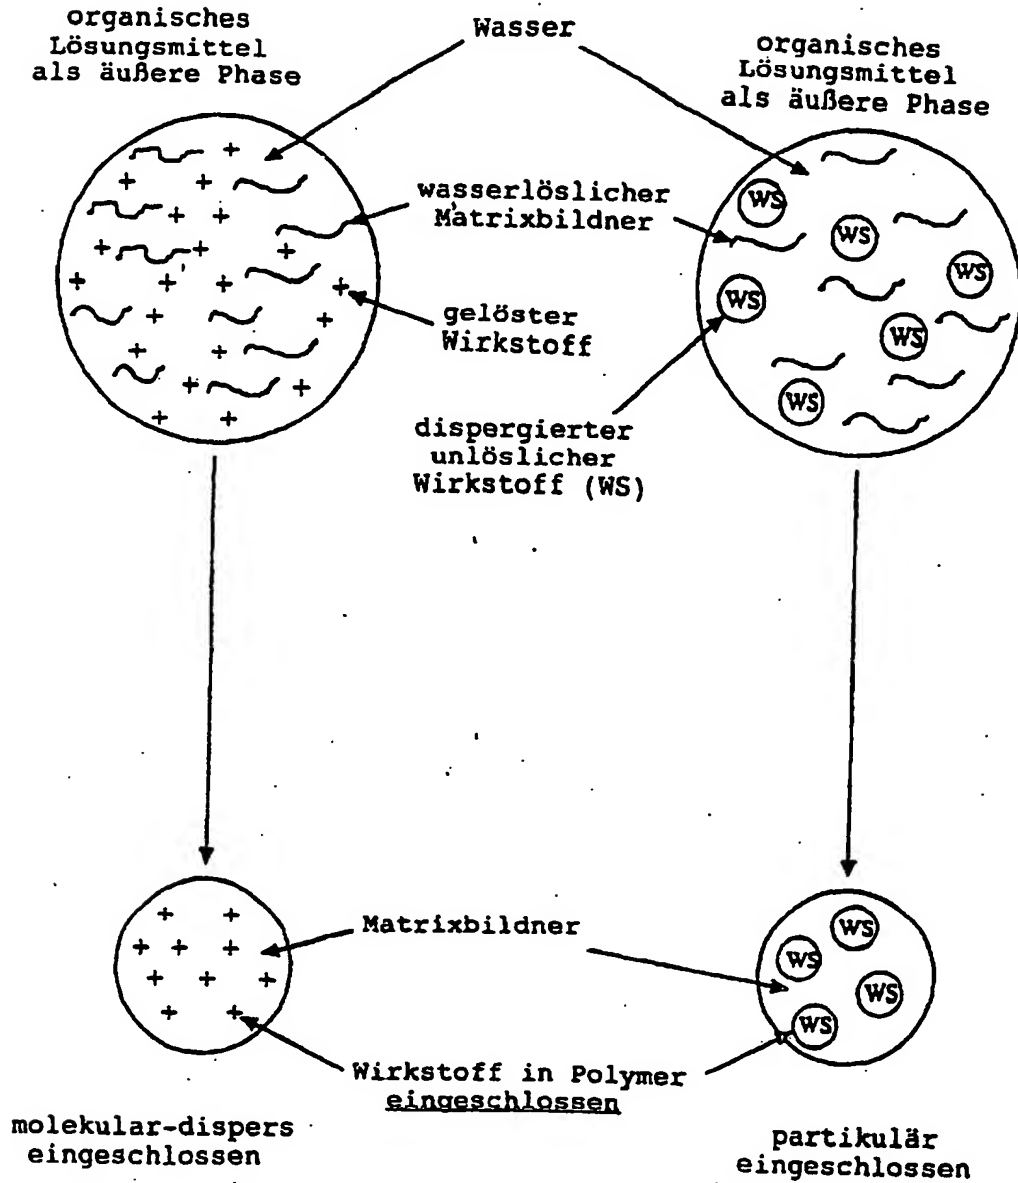 organisches
Lösungsmittel
als äußere Phase
Wasser
organisches
Lösungsmittel
als äußere Phase
wasserlöslicher
Matrixbildner
gelöster
Wirkstoff
dispergierter
unlöslicher
Wirkstoff (WS)
WS
WS
WS
WS
WS
WS
Matrixbildner
WS
WS
WS
WS
Wirkstoff in Polymer
eingeschlossen
molekular-dispers
eingeschlossen
partikulär
eingeschlossen